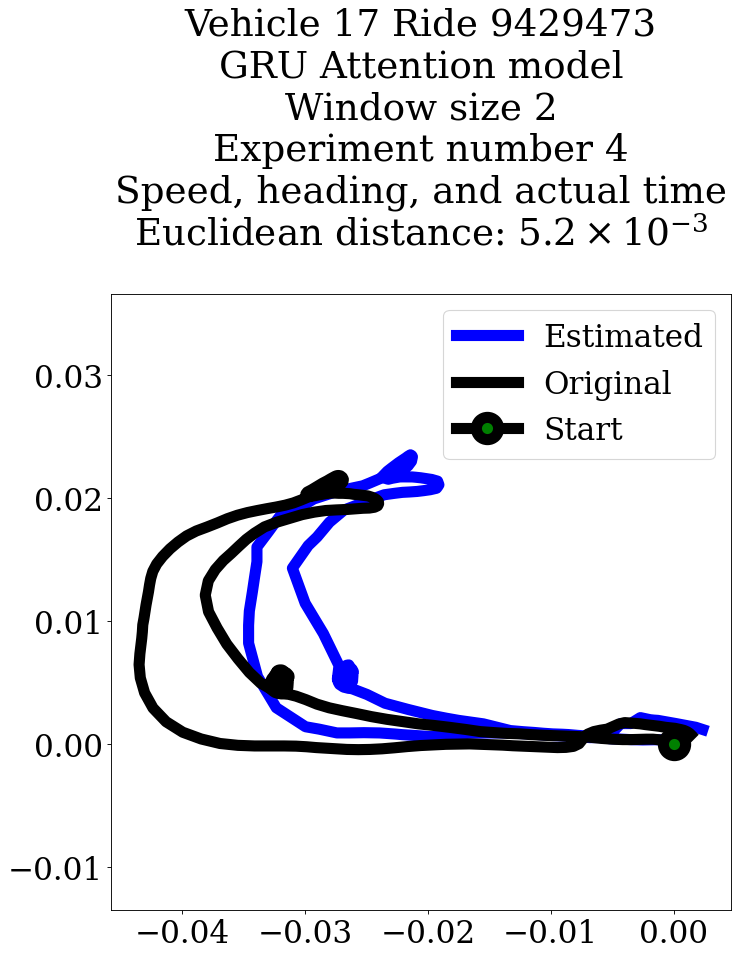 Vehicle 17 Ride 9429473
GRU Attention model
Window size 2
Experiment number 4
Speed, heading, and actual time
Euclidean distance: 5.2 × 10⁻³
Estimated
Original
Start
0.03
0.02
0.01
0.00
−0.01
−0.04 −0.03 −0.02 −0.01 0.00